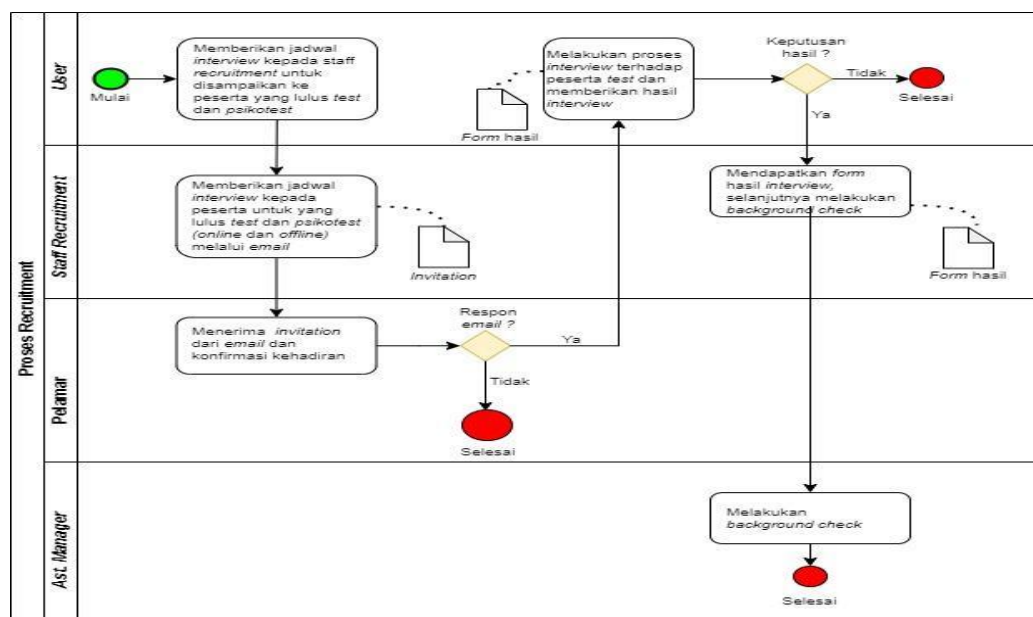 Proses Recruitment
User
Mulai
Memberikan jadwal
interview kepada staff
recruitment untuk
disampaikan ke
peserta yang lulus test
dan psikotest
Melakukan proses
interview terhadap
peserta test dan
memberikan hasil
interview
Form hasil
Keputusan
hasil ?
Tidak
Selesai
Ya
Staff Recruitment
Memberikan jadwal
interview kepada
peserta untuk yang
lulus test dan psikotest
(online dan offline)
melalui email
Invitation
Mendapatkan form
hasil interview,
selanjutnya melakukan
background check
Form hasil
Pelamar
Menerima invitation
dari email dan
konfirmasi kehadiran
Respon
email ?
Ya
Tidak
Selesai
Ast. Manager
Melakukan
background check
Selesai